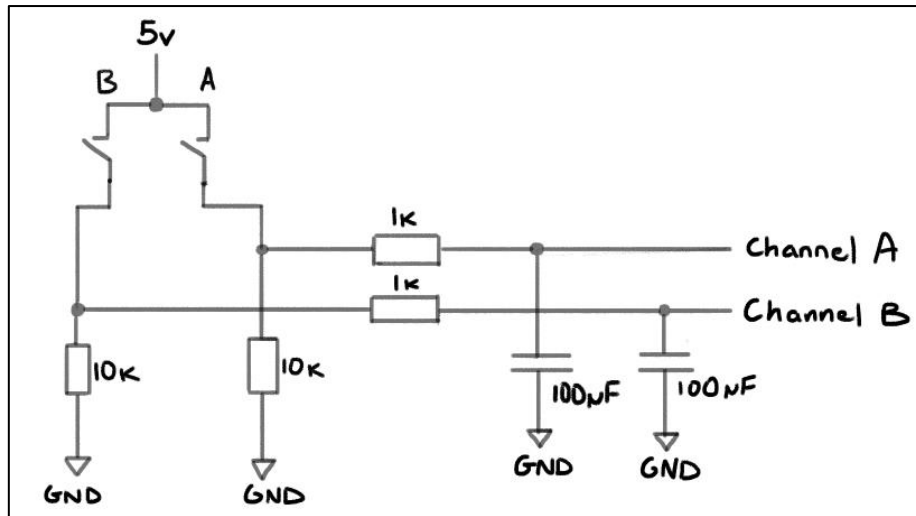 5v
B
A
1K
Channel A
1K
Channel B
10K
10K
100nF
100nF
GND
GND
GND
GND